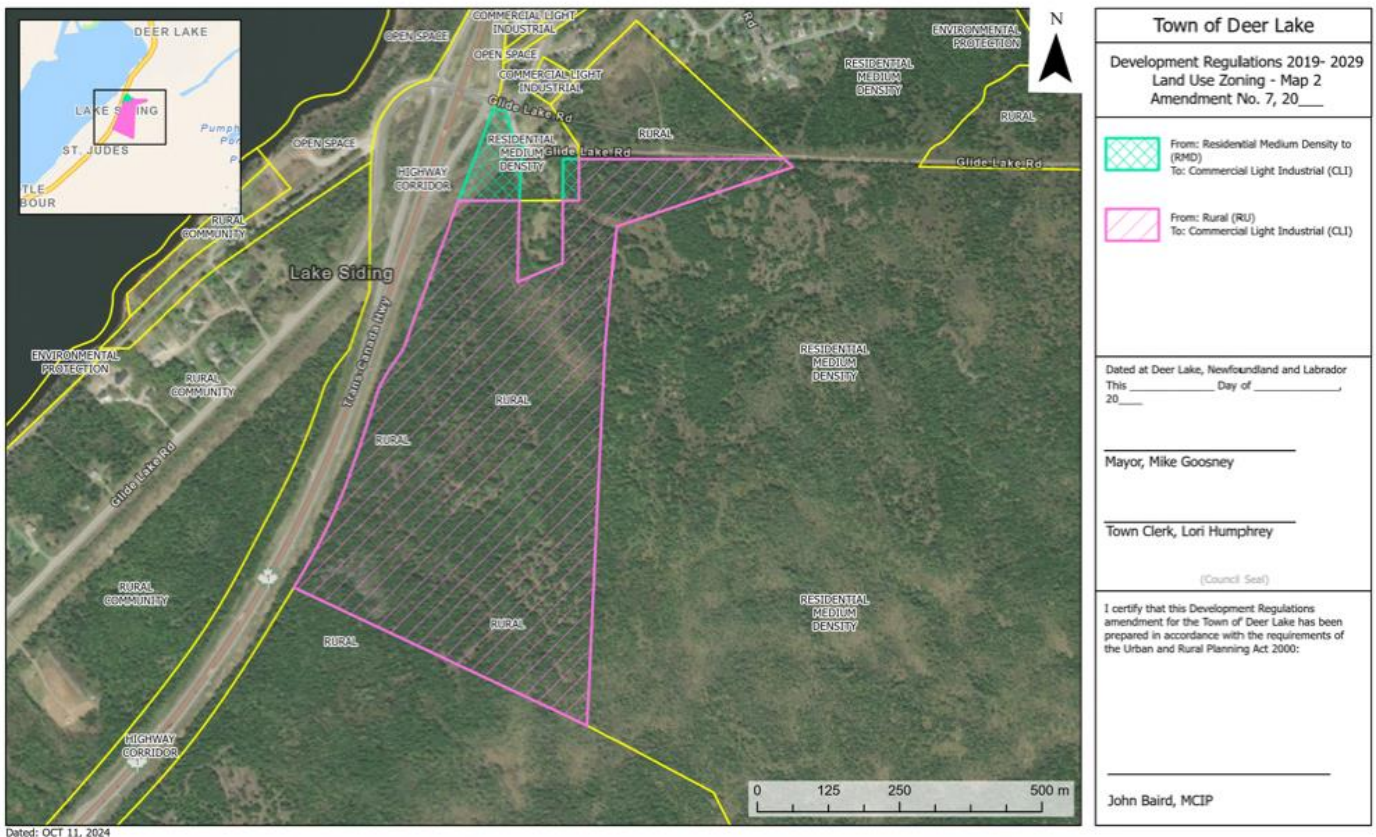 DEER LAKE
LAKE S
NG
Pumph
Po
P
ST. JUDES
TLE
BOUR
COMMERCIAL LIGHT
INDUSTRIAL
OPEN SPACE
OPEN SPACE
COMMERCIAL LIGHT
INDUSTRIAL
Rd
ENVIRONMENTAL
PROTECTION
RESIDENTIAL
MEDIUM
DENSITY
N
RURAL
Glide Lake Rd
RURAL
OPEN SPACE
RESIDENTIAL
MEDIUM
DENSITY
Glide Lake Rd
Glide Lake Rd
HIGHWAY
CORRIDOR
RURAL
COMMUNITY
Lake Siding
Trans-Canada Hwy
ENVIRONMENTAL
PROTECTION
RURAL
COMMUNITY
RESIDENTIAL
MEDIUM
DENSITY
RURAL
RURAL
Glide Lake Rd
1
RURAL
COMMUNITY
RURAL
RURAL
RESIDENTIAL
MEDIUM
DENSITY
HIGHWAY
CORRIDOR
0 125 250 500 m
Dated: OCT 11, 2024
Town of Deer Lake
Development Regulations 2019- 2029
Land Use Zoning - Map 2
Amendment No. 7, 20___
From: Residential Medium Density to
(RMD)
To: Commercial Light Industrial (CLI)
From: Rural (RU)
To: Commercial Light Industrial (CLI)
Dated at Deer Lake, Newfoundland and Labrador
This ______________ Day of ______________,
20____
Mayor, Mike Goosney
Town Clerk, Lori Humphrey
(Council Seal)
I certify that this Development Regulations
amendment for the Town of Deer Lake has been
prepared in accordance with the requirements of
the Urban and Rural Planning Act 2000:
John Baird, MCIP